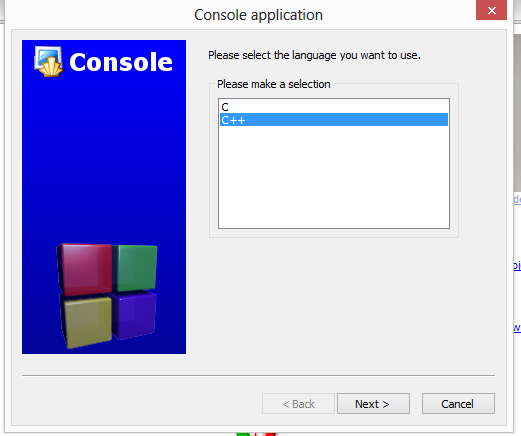 Console application
Console
Please select the language you want to use.
Please make a selection
C
C++
< Back
Next >
Cancel